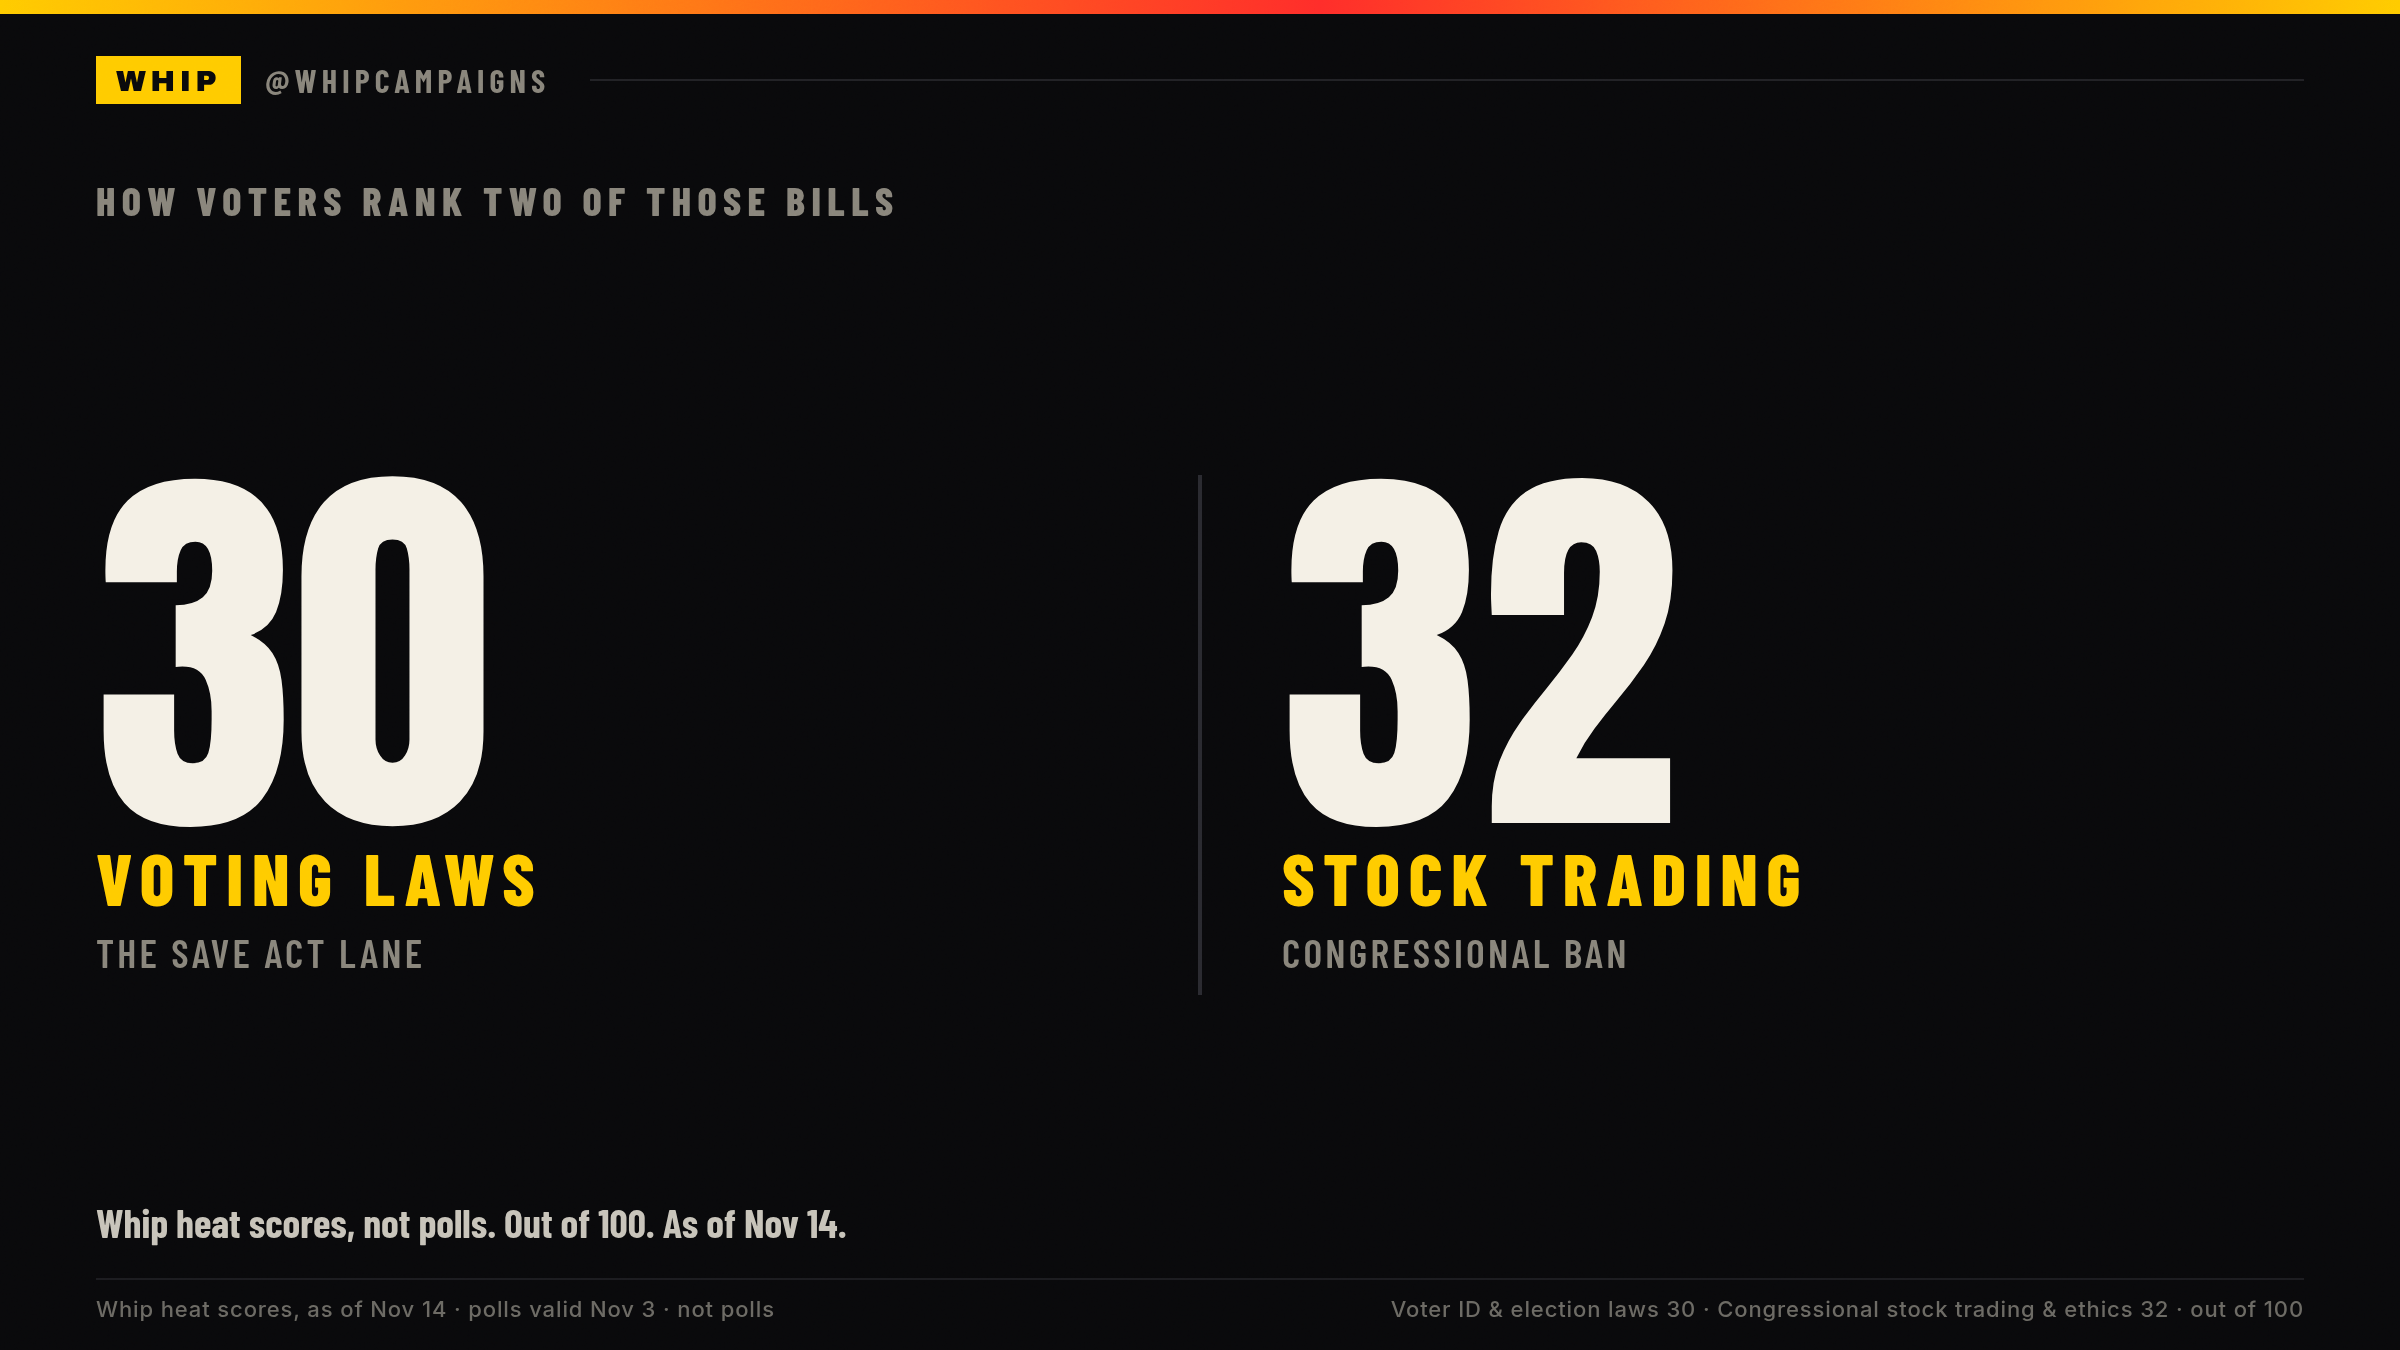 WHIP @WHIPCAMPAIGNS
HOW VOTERS RANK TWO OF THOSE BILLS
30
VOTING LAWS
THE SAVE ACT LANE
32
STOCK TRADING
CONGRESSIONAL BAN
Whip heat scores, not polls. Out of 100. As of Nov 14.
Whip heat scores, as of Nov 14 · polls valid Nov 3 · not polls
Voter ID & election laws 30 · Congressional stock trading & ethics 32 · out of 100